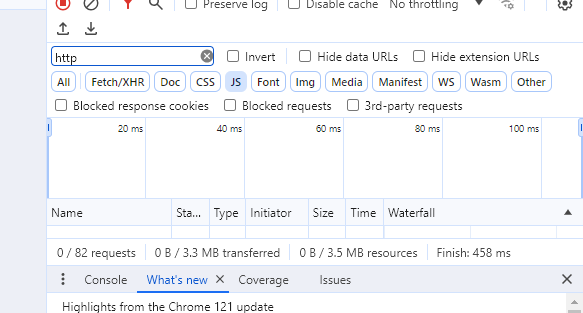 Preserve log Disable cache No throttling
http Invert Hide data URLs Hide extension URLs
All Fetch/XHR Doc CSS JS Font Img Media Manifest WS Wasm Other
Blocked response cookies Blocked requests 3rd-party requests
20 ms 40 ms 60 ms 80 ms 100 ms
Name Sta... Type Initiator Size Time Waterfall
0 / 82 requests 0 B / 3.3 MB transferred 0 B / 3.5 MB resources Finish: 458 ms
Console What's new Coverage Issues
Highlights from the Chrome 121 update